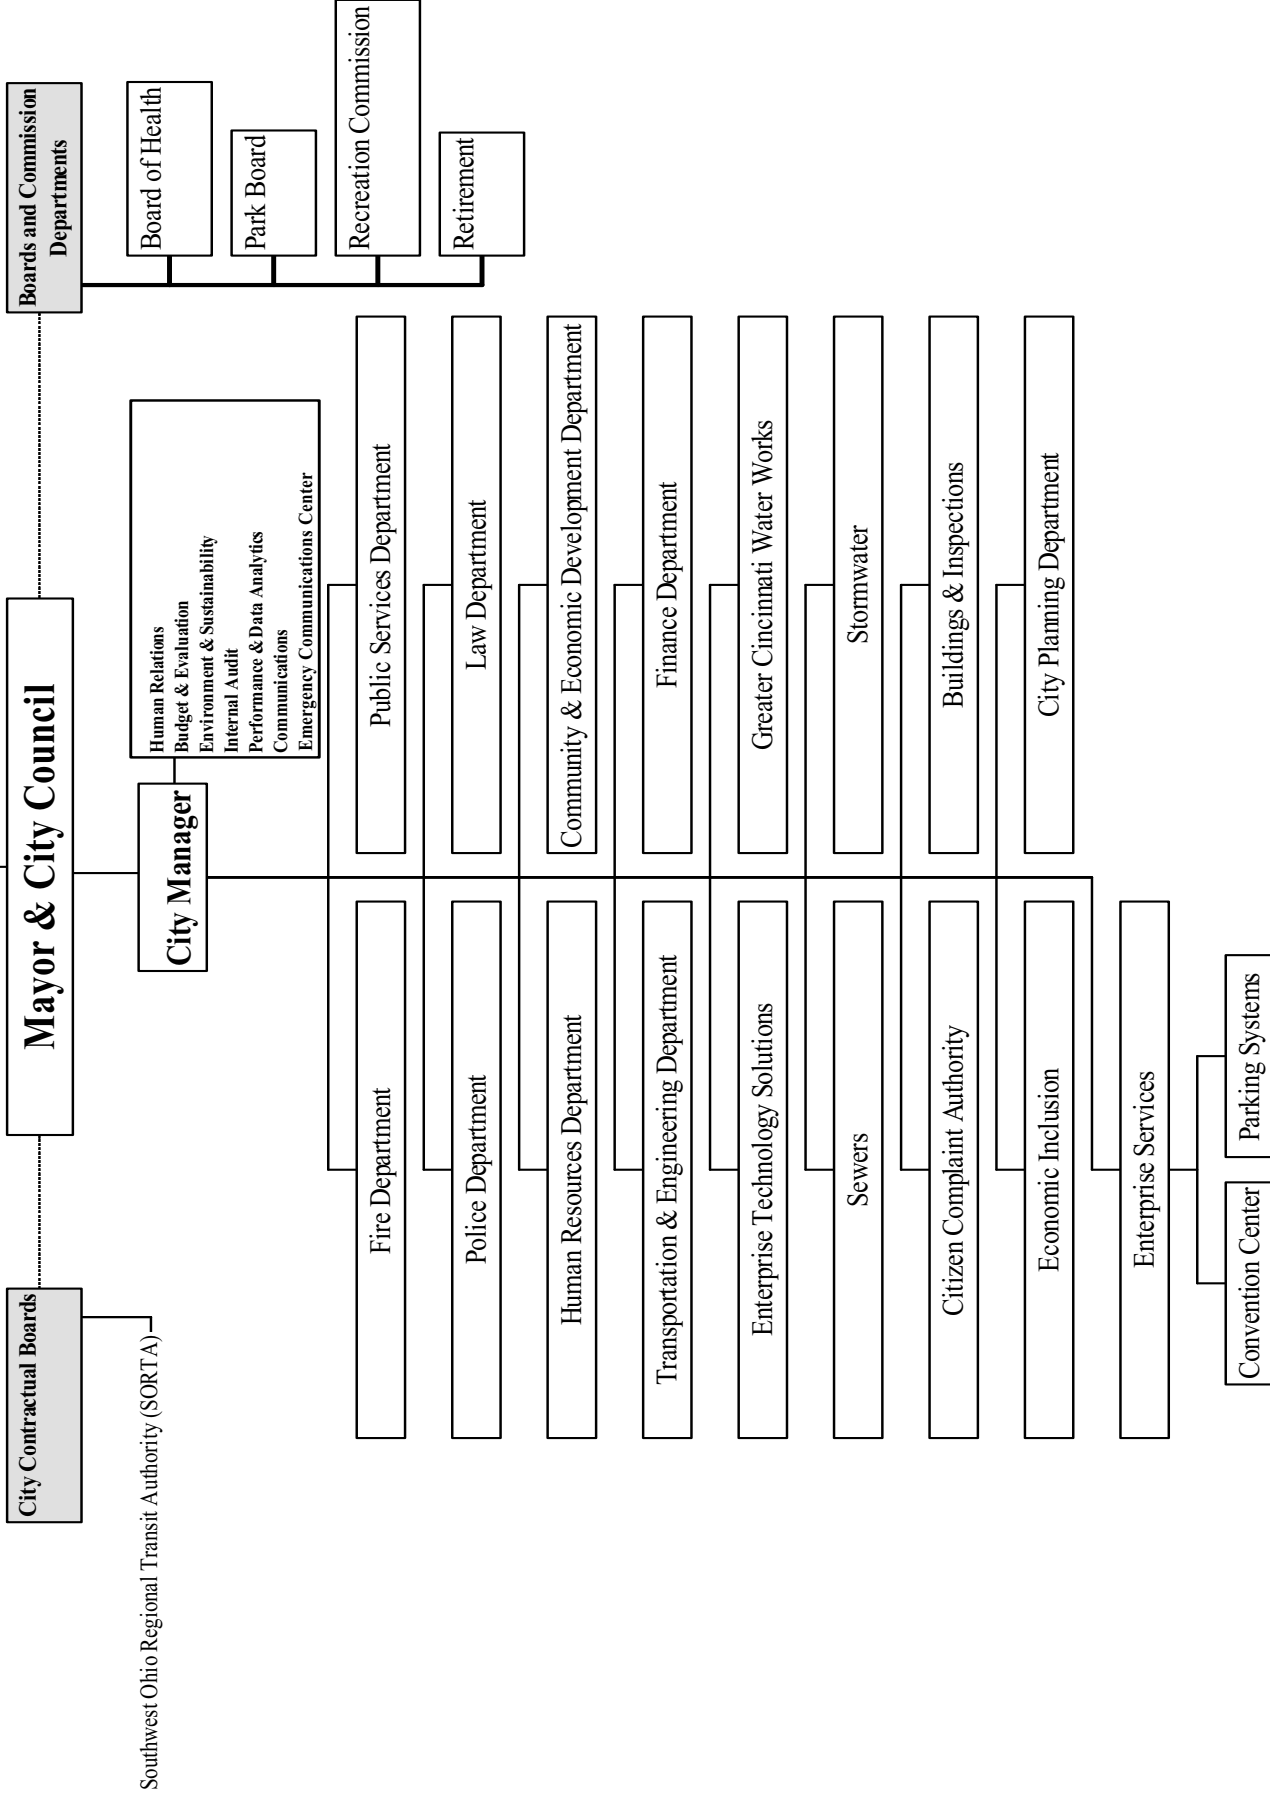 Mayor & City Council
City Contractual Boards
Southwest Ohio Regional Transit Authority (SORTA)
Boards and Commission
Departments
Board of Health
Park Board
Recreation Commission
Retirement
City Manager
Human Relations
Budget & Evaluation
Environment & Sustainability
Internal Audit
Performance & Data Analytics
Communications
Emergency Communications Center
Fire Department
Public Services Department
Police Department
Law Department
Human Resources Department
Community & Economic Development Department
Transportation & Engineering Department
Finance Department
Enterprise Technology Solutions
Greater Cincinnati Water Works
Sewers
Stormwater
Citizen Complaint Authority
Buildings & Inspections
Economic Inclusion
City Planning Department
Enterprise Services
Convention Center
Parking Systems